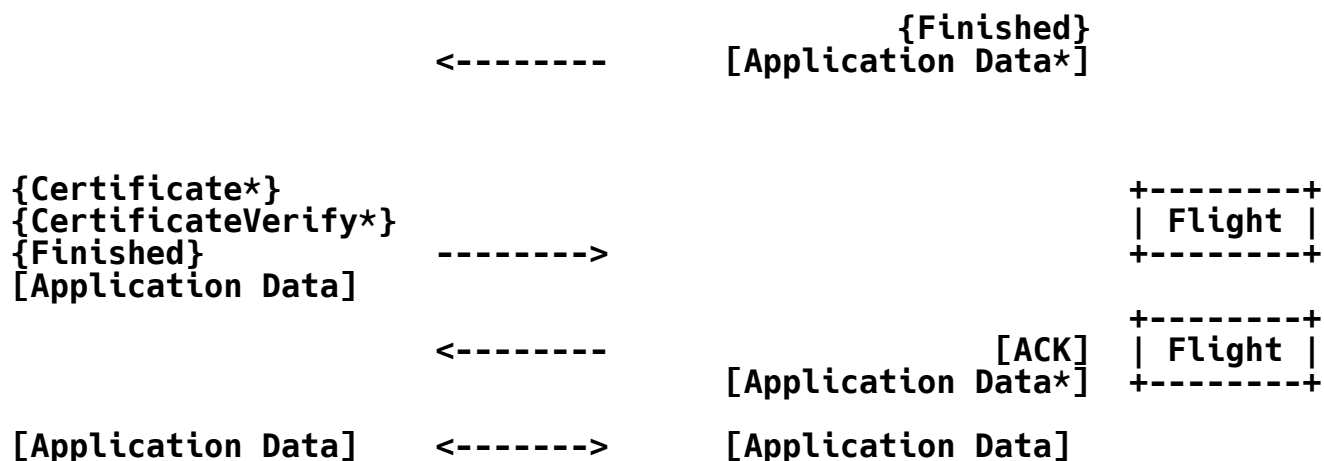 {Finished}
                      <--------      [Application Data*]



{Certificate*}                                            +--------+
{CertificateVerify*}                                      | Flight |
{Finished}            -------->                           +--------+
[Application Data]
                                                          +--------+
                      <--------                    [ACK]  | Flight |
                                     [Application Data*]  +--------+

[Application Data]    <------->      [Application Data]